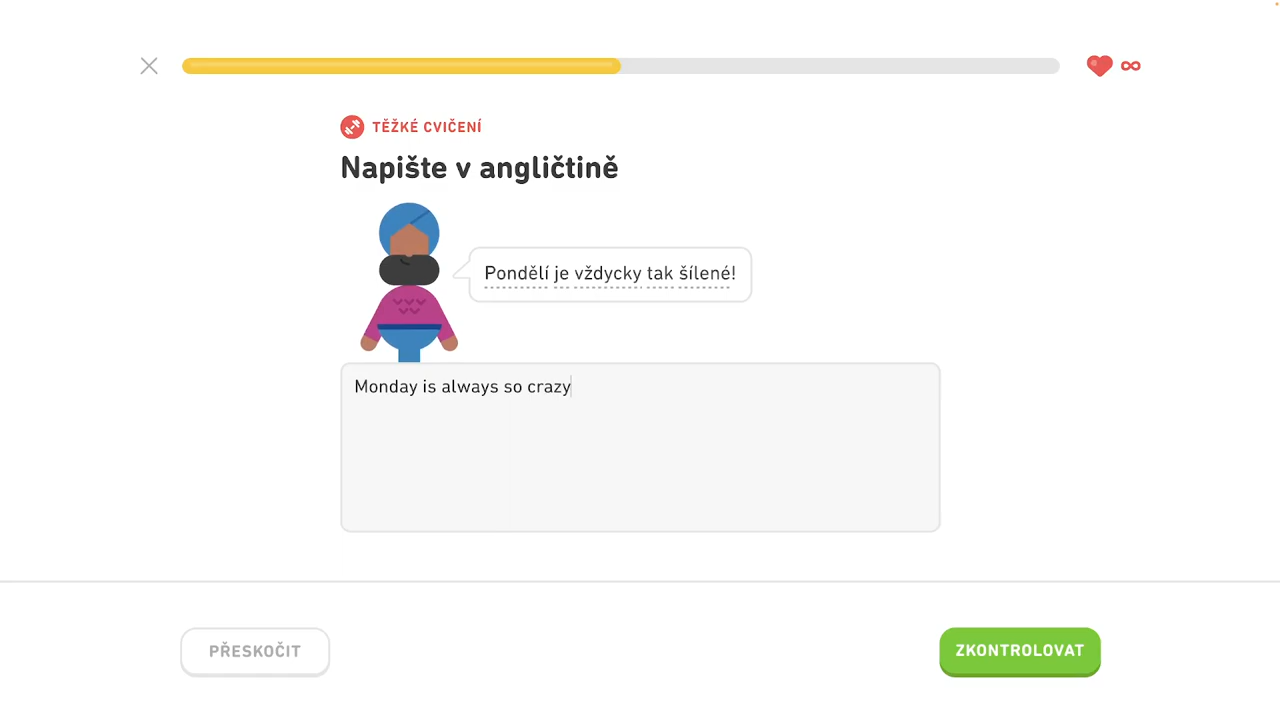 TĚŽKÉ CVIČENÍ
Napište v angličtině
Pondělí je vždycky tak šílené!
Monday is always so crazy
PŘESKOČIT
ZKONTROLOVAT